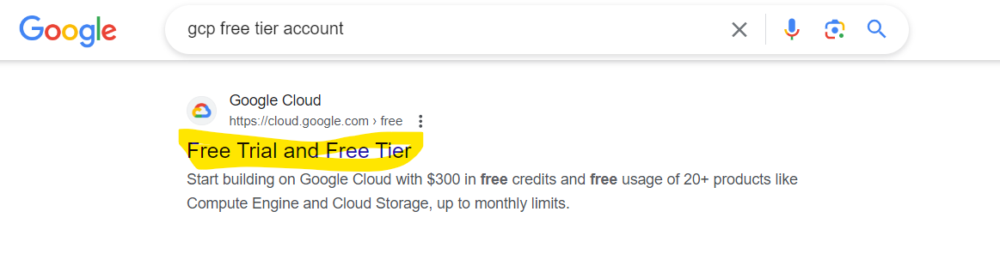 Google
gcp free tier account
Google Cloud
https://cloud.google.com › free
Free Trial and Free Tier
Start building on Google Cloud with $300 in free credits and free usage of 20+ products like
Compute Engine and Cloud Storage, up to monthly limits.